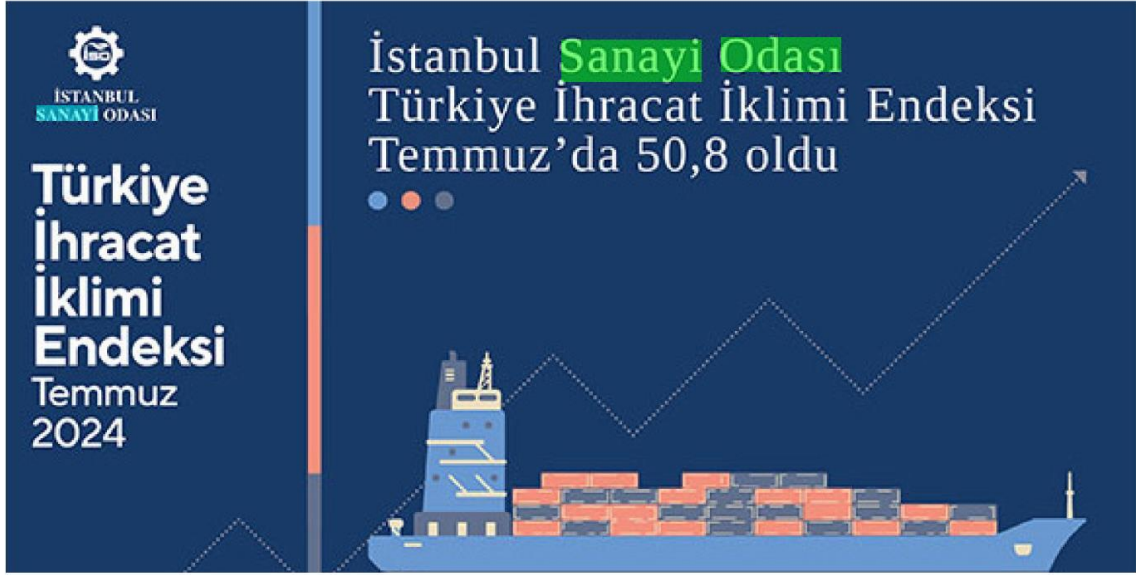 İSO
İSTANBUL
SANAYİ ODASI
Türkiye
İhracat
İklimi
Endeksi
Temmuz
2024
İstanbul Sanayi Odası
Türkiye İhracat İklimi Endeksi
Temmuz’da 50,8 oldu